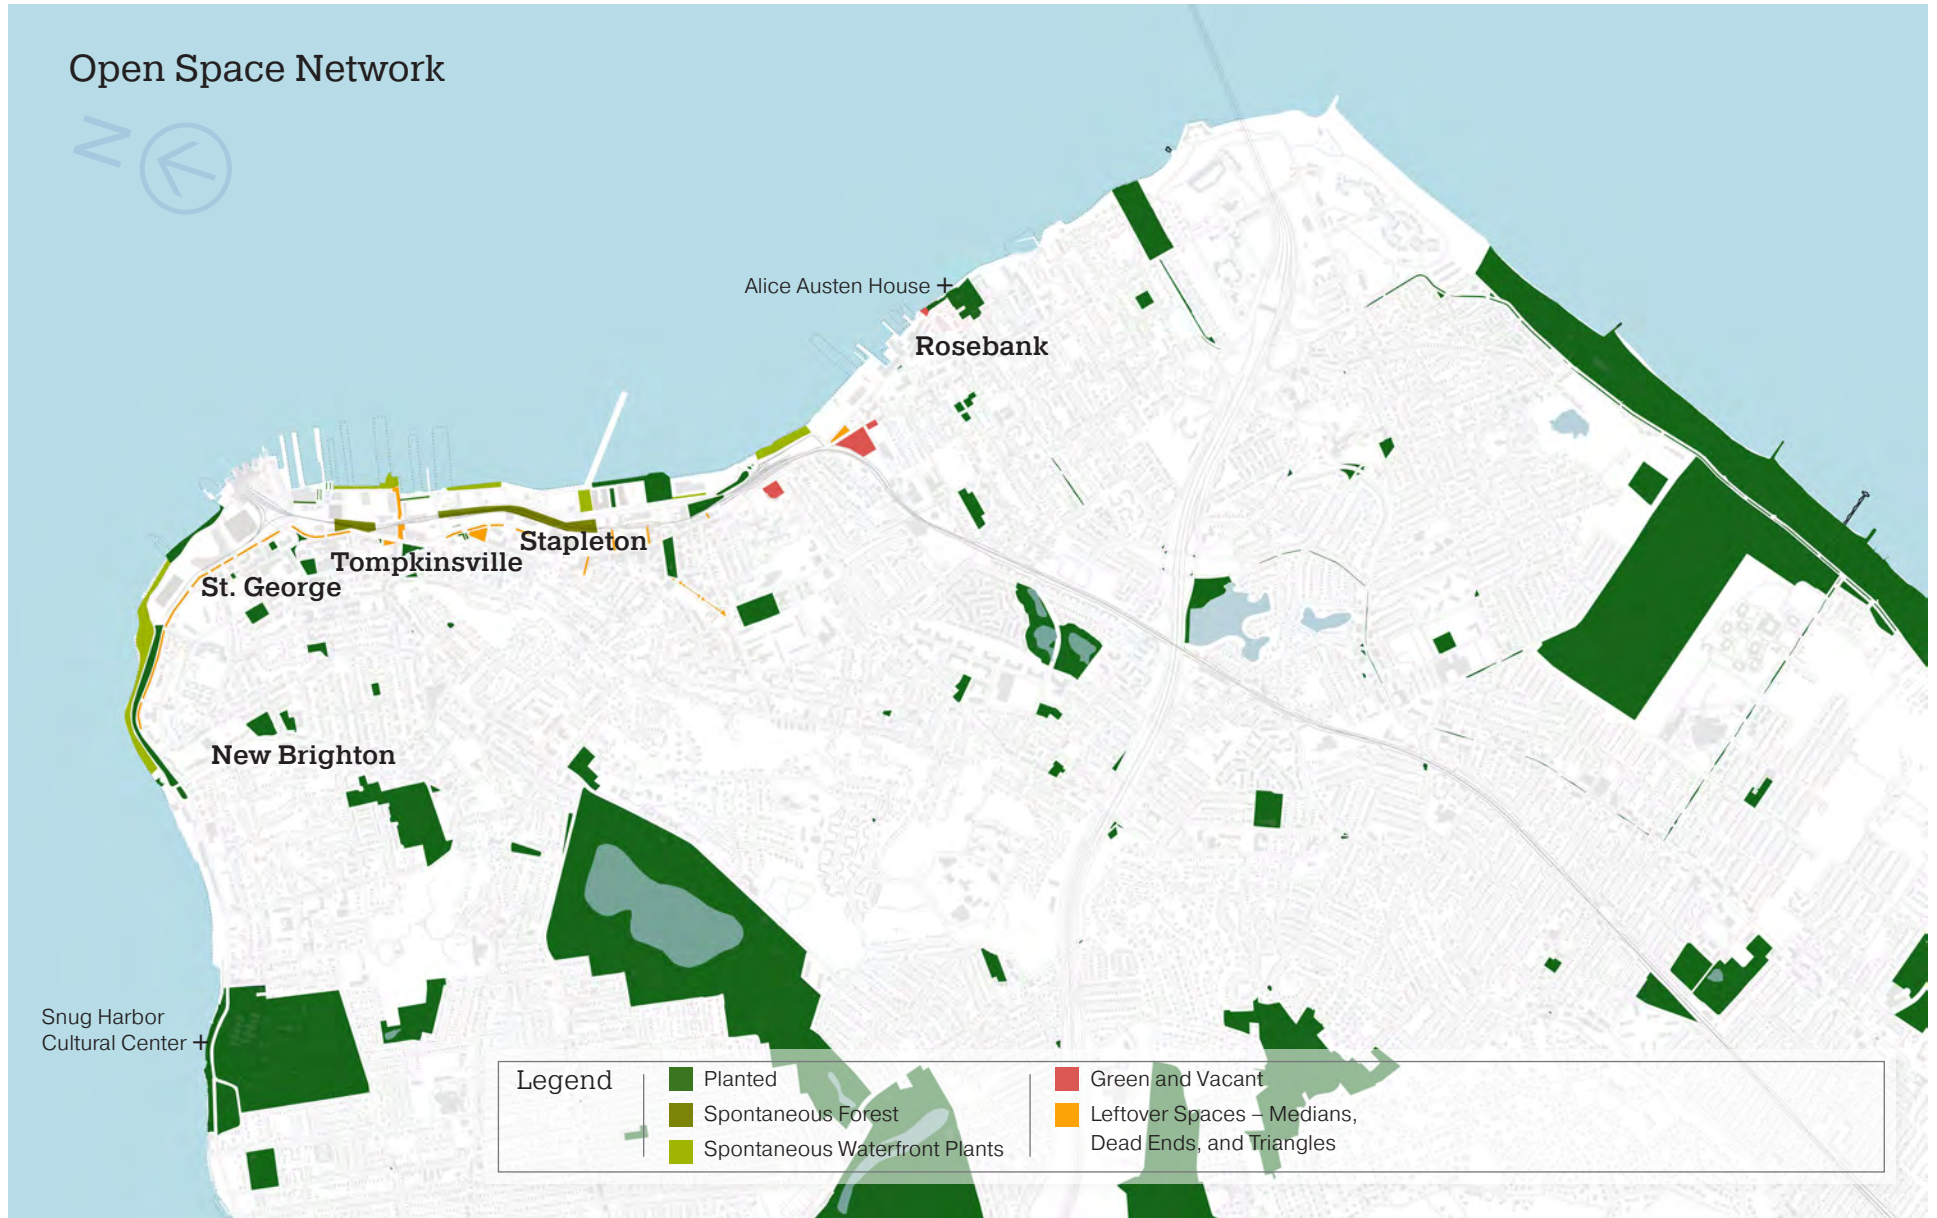 Open Space Network
N
Alice Austen House
Rosebank
Stapleton
Tompkinsville
St. George
New Brighton
Snug Harbor
Cultural Center
Legend
Planted
Spontaneous Forest
Spontaneous Waterfront Plants
Green and Vacant
Leftover Spaces – Medians,
Dead Ends, and Triangles